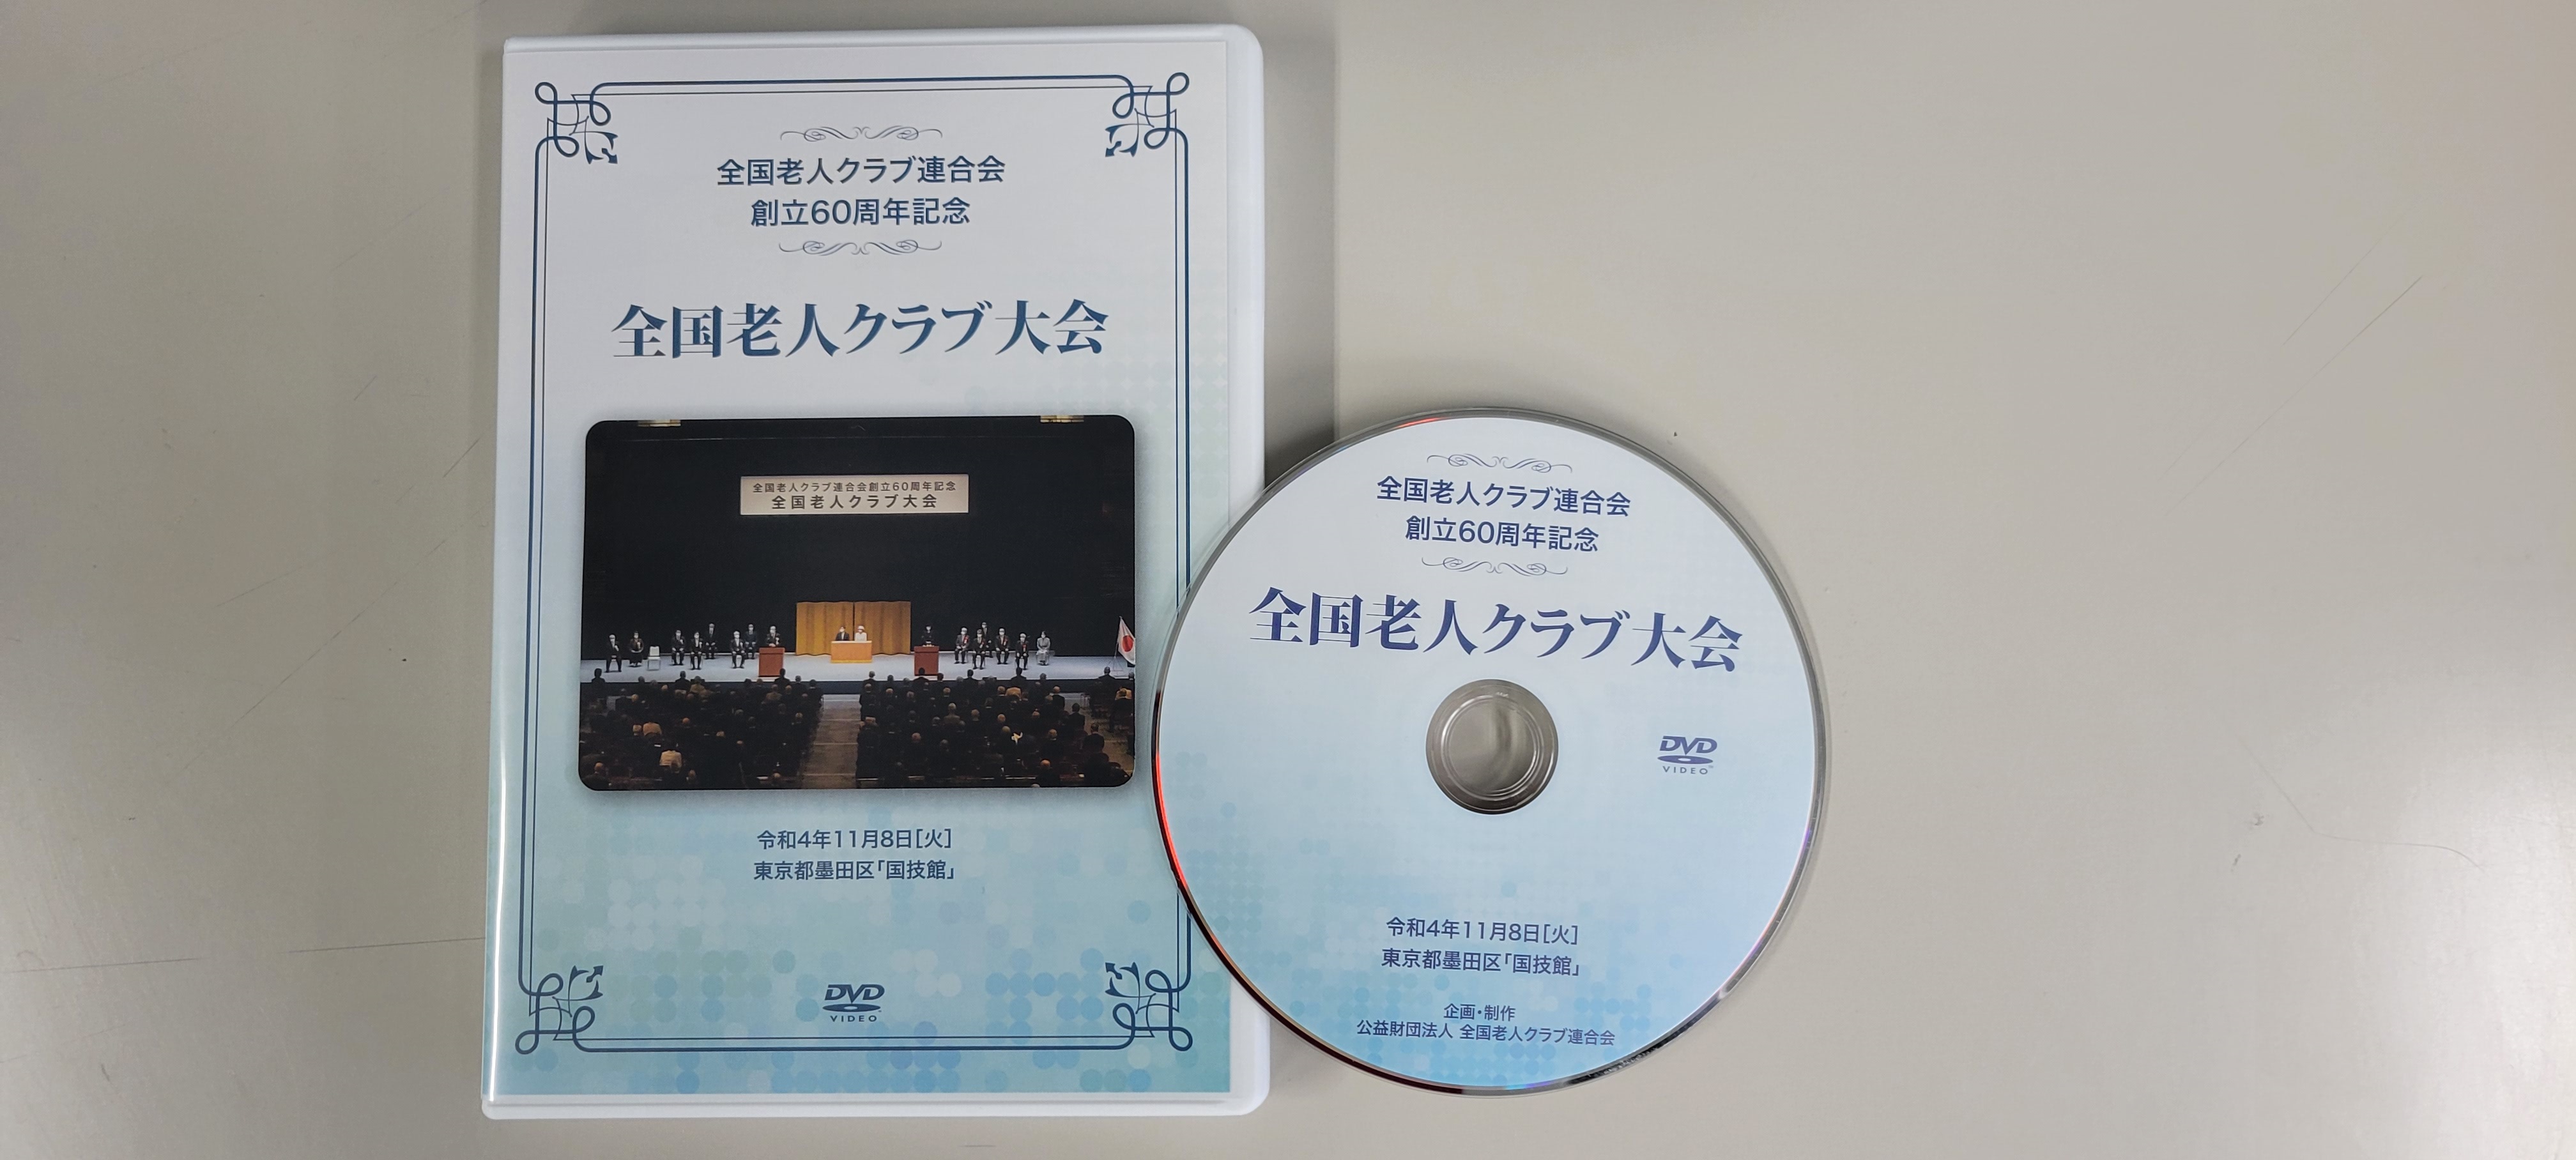 全国老人クラブ連合会
創立60周年記念
全国老人クラブ大会
全国老人クラブ連合会創立60周年記念
全国老人クラブ大会
令和4年11月8日[火]
東京都墨田区「国技館」
DVD
VIDEO
全国老人クラブ連合会
創立60周年記念
全国老人クラブ大会
DVD
VIDEO
令和4年11月8日[火]
東京都墨田区「国技館」
企画・制作
公益財団法人 全国老人クラブ連合会